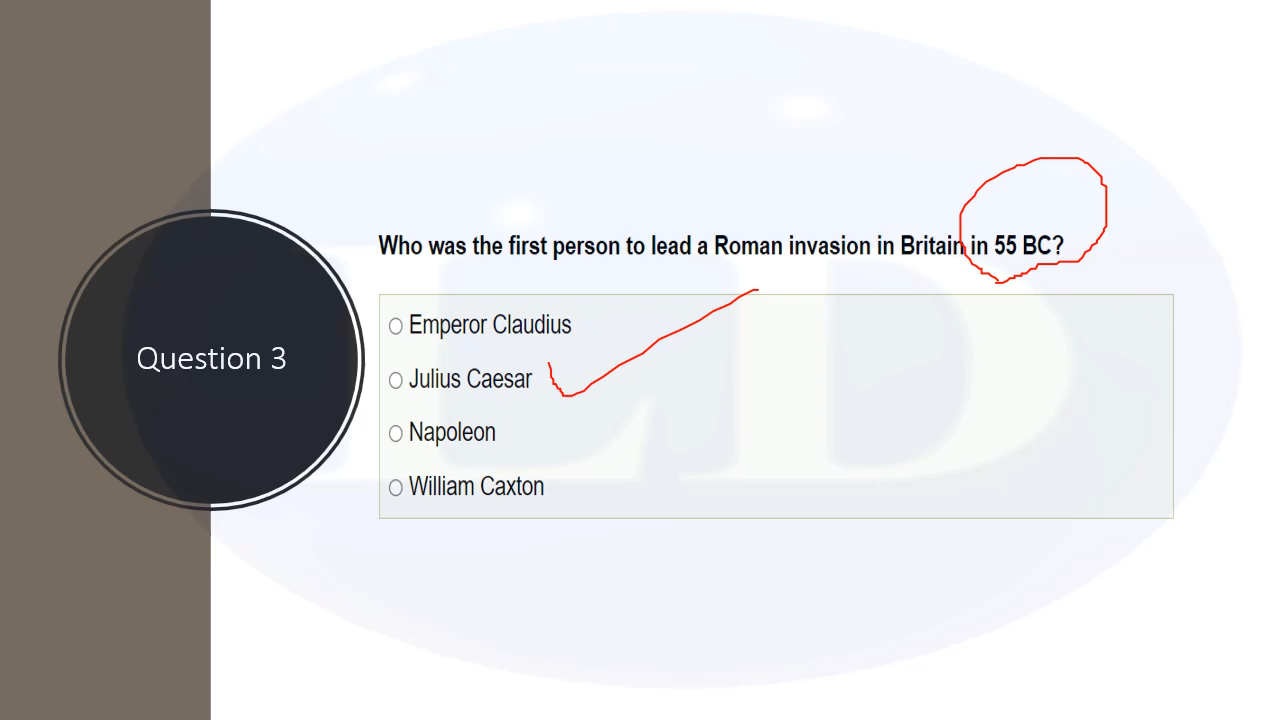 Question 3
Who was the first person to lead a Roman invasion in Britain in 55 BC?
Emperor Claudius
Julius Caesar
Napoleon
William Caxton